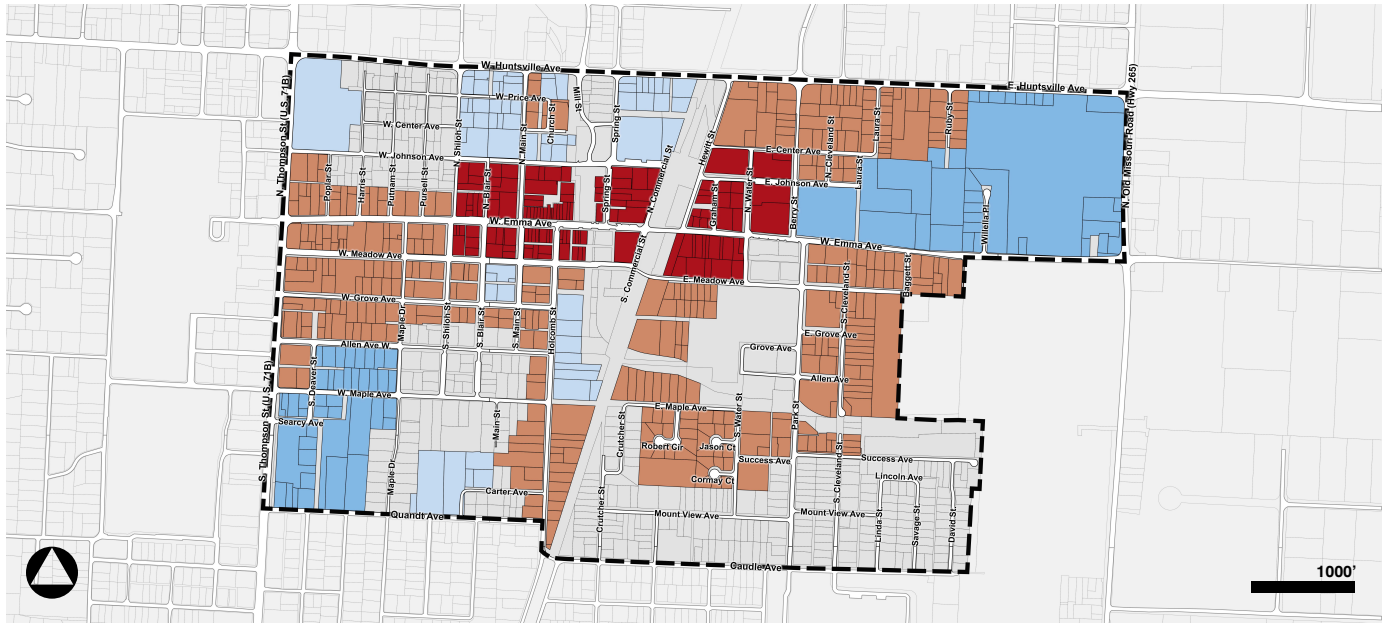 W. Huntsville Ave
E. Huntsville Ave
N. Thompson St (U.S. 71B)
N. Old Missouri Road (Hwy 265)
W. Price Ave
Mill St
Church St
Spring St
W. Center Ave
N. Shiloh St
N. Main St
Hewitt St
N. Cleveland St
Laura St
Ruby St
W. Johnson Ave
E. Center Ave
N. Commercial St
Poplar St
Harris St
Putnam St
Pursell St
N. Blair St
Spring St
Graham St
N. Water St
E. Johnson Ave
Berry St
Laura St
Willella Pl
W. Emma Ave
W. Emma Ave
W. Meadow Ave
S. Commercial St
E. Meadow Ave
S. Cleveland St
Baggett St
W. Grove Ave
Maple Dr
S. Shiloh St
S. Blair St
S. Main St
Holcomb St
E. Grove Ave
Allen Ave W
Grove Ave
S. Deaver St
Allen Ave
S. Thompson St (U.S. 71B)
W. Maple Ave
E. Maple Ave
Searcy Ave
Main St
Crutcher St
S. Water St
Park St
Robert Cir
Jason Ct
Success Ave
Success Ave
Maple Dr
Cormay Ct
S. Cleveland St
Lincoln Ave
Carter Ave
Crutcher St
Quandt Ave
Mount View Ave
Mount View Ave
Linda St
Savage St
David St
Caudle Ave
1000'